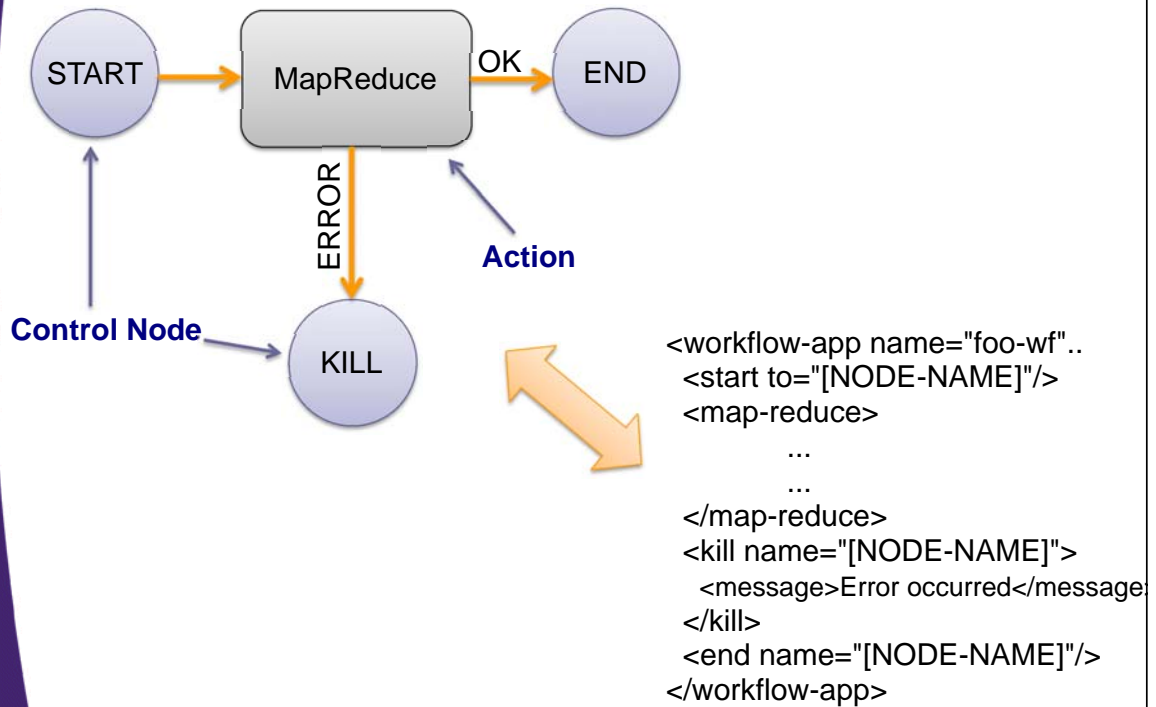 START
MapReduce
OK
END
ERROR
Action
Control Node
KILL
<workflow-app name="foo-wf"..
<start to="[NODE-NAME]"/>
<map-reduce>
...
...
</map-reduce>
<kill name="[NODE-NAME]">
<message>Error occurred</message>
</kill>
<end name="[NODE-NAME]"/>
</workflow-app>